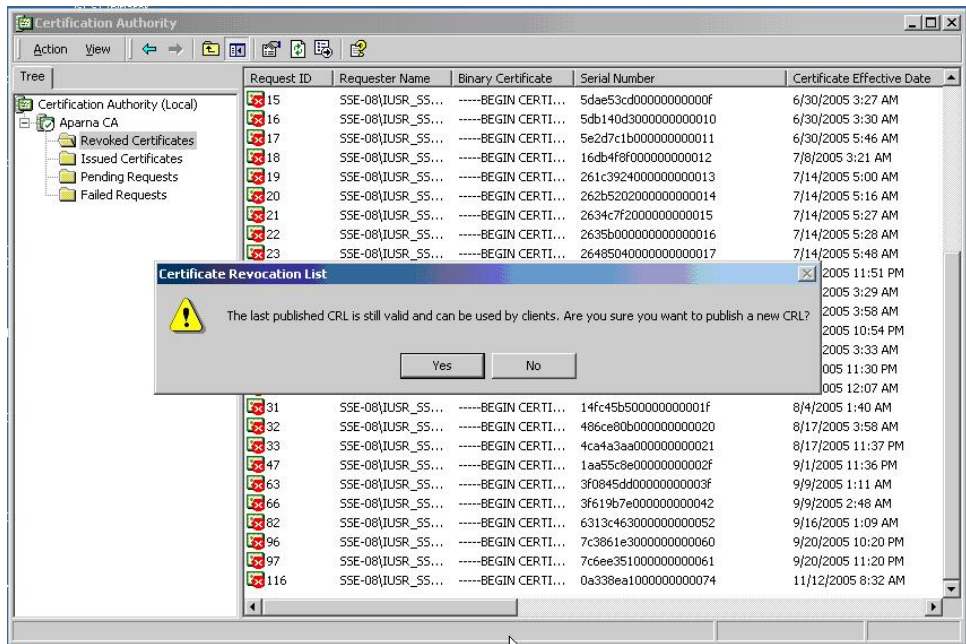 Certification Authority
Action View
Tree
Request ID Requester Name Binary Certificate Serial Number Certificate Effective Date
Certification Authority (Local)
Aparna CA
Revoked Certificates
Issued Certificates
Pending Requests
Failed Requests
15 SSE-08\IUSR_SS... -----BEGIN CERTI... 5dae53cd00000000000f 6/30/2005 3:27 AM
16 SSE-08\IUSR_SS... -----BEGIN CERTI... 5db140d3000000000010 6/30/2005 3:30 AM
17 SSE-08\IUSR_SS... -----BEGIN CERTI... 5e2d7c1b000000000011 6/30/2005 5:46 AM
18 SSE-08\IUSR_SS... -----BEGIN CERTI... 16db4f8f000000000012 7/8/2005 3:21 AM
19 SSE-08\IUSR_SS... -----BEGIN CERTI... 261c3924000000000013 7/14/2005 5:00 AM
20 SSE-08\IUSR_SS... -----BEGIN CERTI... 262b5202000000000014 7/14/2005 5:16 AM
21 SSE-08\IUSR_SS... -----BEGIN CERTI... 2634c7f2000000000015 7/14/2005 5:27 AM
22 SSE-08\IUSR_SS... -----BEGIN CERTI... 2635b000000000000016 7/14/2005 5:28 AM
23 SSE-08\IUSR_SS... -----BEGIN CERTI... 26485040000000000017 7/14/2005 5:48 AM
2005 11:51 PM
2005 3:29 AM
2005 3:58 AM
2005 10:54 PM
2005 3:33 AM
005 11:30 PM
005 12:07 AM
Certificate Revocation List
The last published CRL is still valid and can be used by clients. Are you sure you want to publish a new CRL?
Yes No
31 SSE-08\IUSR_SS... -----BEGIN CERTI... 14fc45b500000000001f 8/4/2005 1:40 AM
32 SSE-08\IUSR_SS... -----BEGIN CERTI... 486ce80b000000000020 8/17/2005 3:58 AM
33 SSE-08\IUSR_SS... -----BEGIN CERTI... 4ca4a3aa000000000021 8/17/2005 11:37 PM
47 SSE-08\IUSR_SS... -----BEGIN CERTI... 1aa55c8e00000000002f 9/1/2005 11:36 PM
63 SSE-08\IUSR_SS... -----BEGIN CERTI... 3f0845dd00000000003f 9/9/2005 1:11 AM
66 SSE-08\IUSR_SS... -----BEGIN CERTI... 3f619b7e000000000042 9/9/2005 2:48 AM
82 SSE-08\IUSR_SS... -----BEGIN CERTI... 6313c463000000000052 9/16/2005 1:09 AM
96 SSE-08\IUSR_SS... -----BEGIN CERTI... 7c3861e3000000000060 9/20/2005 10:20 PM
97 SSE-08\IUSR_SS... -----BEGIN CERTI... 7c6ee351000000000061 9/20/2005 11:20 PM
116 SSE-08\IUSR_SS... -----BEGIN CERTI... 0a338ea1000000000074 11/12/2005 8:32 AM